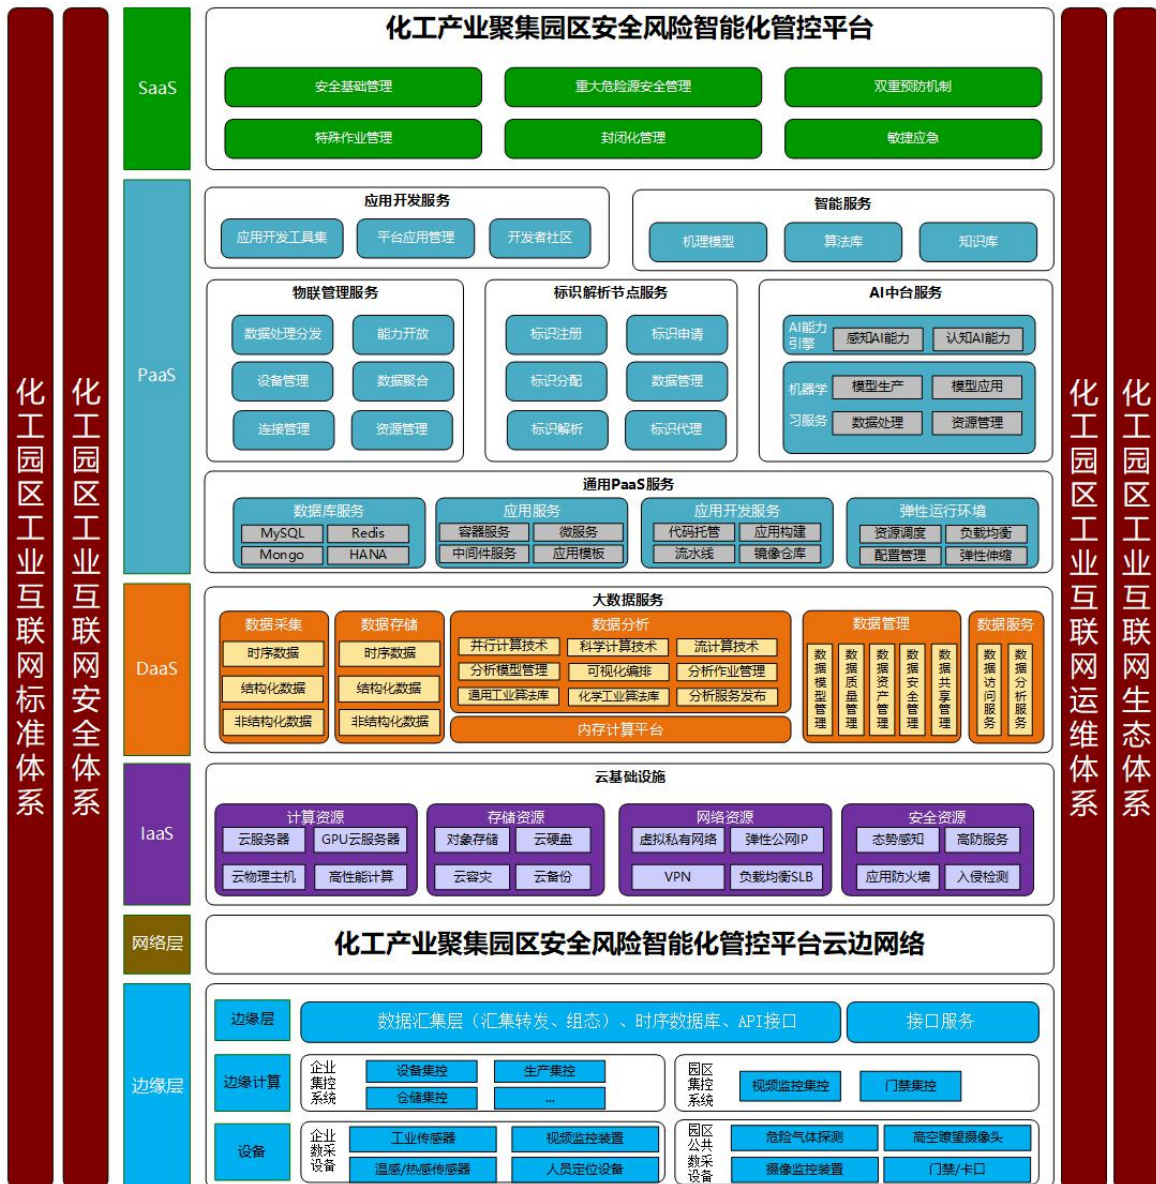 化工园区工业互联网标准体系
化工园区工业互联网安全体系
SaaS
化工产业聚集园区安全风险智能化管控平台
安全基础管理
重大危险源安全管理
双重预防机制
特殊作业管理
封闭化管理
敏捷应急
PaaS
应用开发服务
应用开发工具集
平台应用管理
开发者社区
智能服务
机理模型
算法库
知识库
物联管理服务
数据处理分发
能力开放
设备管理
数据聚合
连接管理
资源管理
标识解析节点服务
标识注册
标识申请
标识分配
数据管理
标识解析
标识代理
AI中台服务
AI能力
引擎
感知AI能力
认知AI能力
机器学
习服务
模型生产
模型应用
数据处理
资源管理
通用PaaS服务
数据库服务
MySQL
Redis
Mongo
HANA
应用服务
容器服务
微服务
中间件服务
应用模板
应用开发服务
代码托管
应用构建
流水线
镜像仓库
弹性运行环境
资源调度
负载均衡
配置管理
弹性伸缩
DaaS
大数据服务
数据采集
时序数据
结构化数据
非结构化数据
数据存储
时序数据
结构化数据
非结构化数据
数据分析
并行计算技术
科学计算技术
流计算技术
分析模型管理
可视化编排
分析作业管理
通用工业算法库
化学工业算法库
分析服务发布
内存计算平台
数据管理
数据模型管理
数据质量管理
数据资产管理
数据安全管理
数据共享管理
数据服务
数据访问服务
数据分析服务
IaaS
云基础设施
计算资源
云服务器
GPU云服务器
云物理主机
高性能计算
存储资源
对象存储
云硬盘
云容灾
云备份
网络资源
虚拟私有网络
弹性公网IP
VPN
负载均衡SLB
安全资源
态势感知
高防服务
应用防火墙
入侵检测
网络层
化工产业聚集园区安全风险智能化管控平台云边网络
边缘层
边缘层
数据汇集层（汇集转发、组态）、时序数据库、API接口
接口服务
边缘计算
企业
集控
系统
设备集控
生产集控
仓储集控
...
园区
集控
系统
视频监控集控
门禁集控
设备
企业
数采
设备
工业传感器
视频监控装置
温感/热感传感器
人员定位设备
园区
公共
数采
设备
危险气体探测
高空瞭望摄像头
摄像监控装置
门禁/卡口
化工园区工业互联网运维体系
化工园区工业互联网生态体系